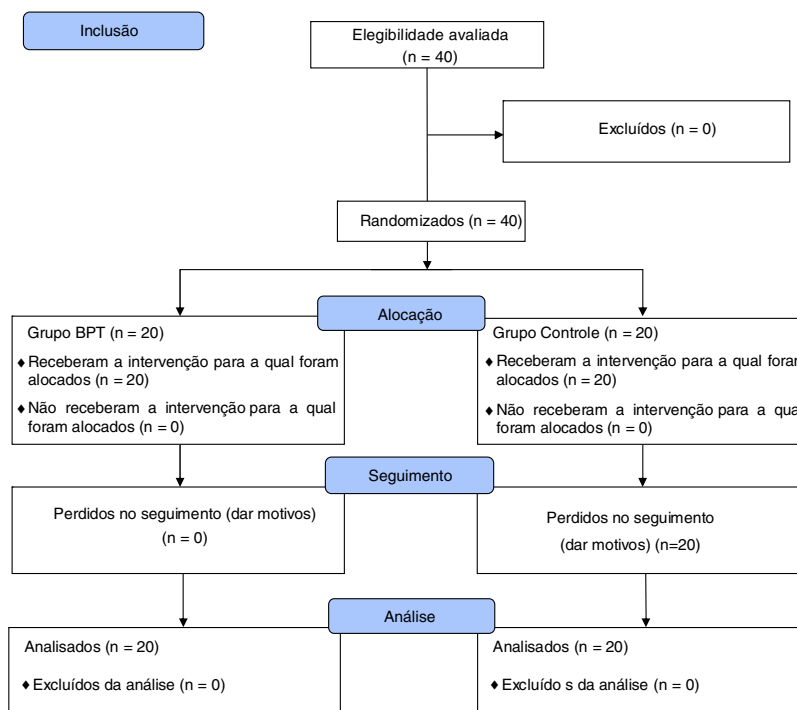 Inclusão
Elegibilidade avaliada
(n = 40)
Excluídos (n = 0)
Randomizados (n = 40)
Alocação
Grupo BPT (n = 20)
♦ Receberam a intervenção para a qual foram
alocados (n = 20)
♦ Não receberam a intervenção para a qual
foram alocados (n = 0)
Grupo Controle (n = 20)
♦ Receberam a intervenção para a qual foram
alocados (n = 20)
♦ Não receberam a intervenção para a qual
foram alocados (n = 0)
Seguimento
Perdidos no seguimento (dar motivos)
(n = 0)
Perdidos no seguimento
(dar motivos) (n=20)
Análise
Analisados (n = 20)
♦ Excluídos da análise (n = 0)
Analisados (n = 20)
♦ Excluído s da análise (n = 0)